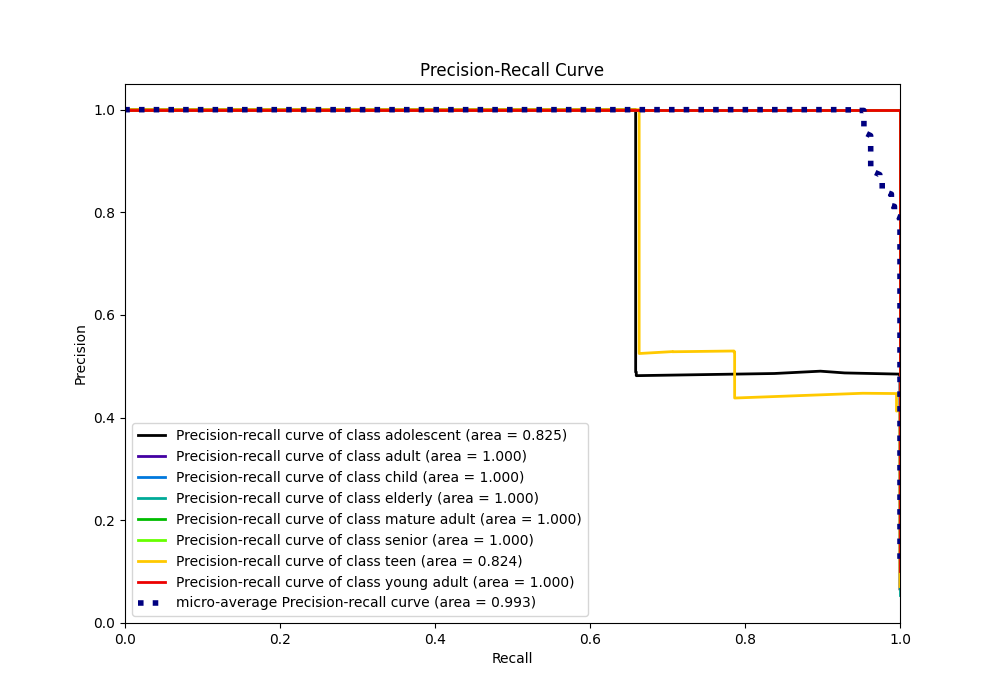 Precision-Recall Curve
1.0
0.8
0.6
0.4
0.2
0.0
Precision
Precision-recall curve of class adolescent (area = 0.825)
Precision-recall curve of class adult (area = 1.000)
Precision-recall curve of class child (area = 1.000)
Precision-recall curve of class elderly (area = 1.000)
Precision-recall curve of class mature adult (area = 1.000)
Precision-recall curve of class senior (area = 1.000)
Precision-recall curve of class teen (area = 0.824)
Precision-recall curve of class young adult (area = 1.000)
micro-average Precision-recall curve (area = 0.993)
0.0 0.2 0.4 0.6 0.8 1.0
Recall